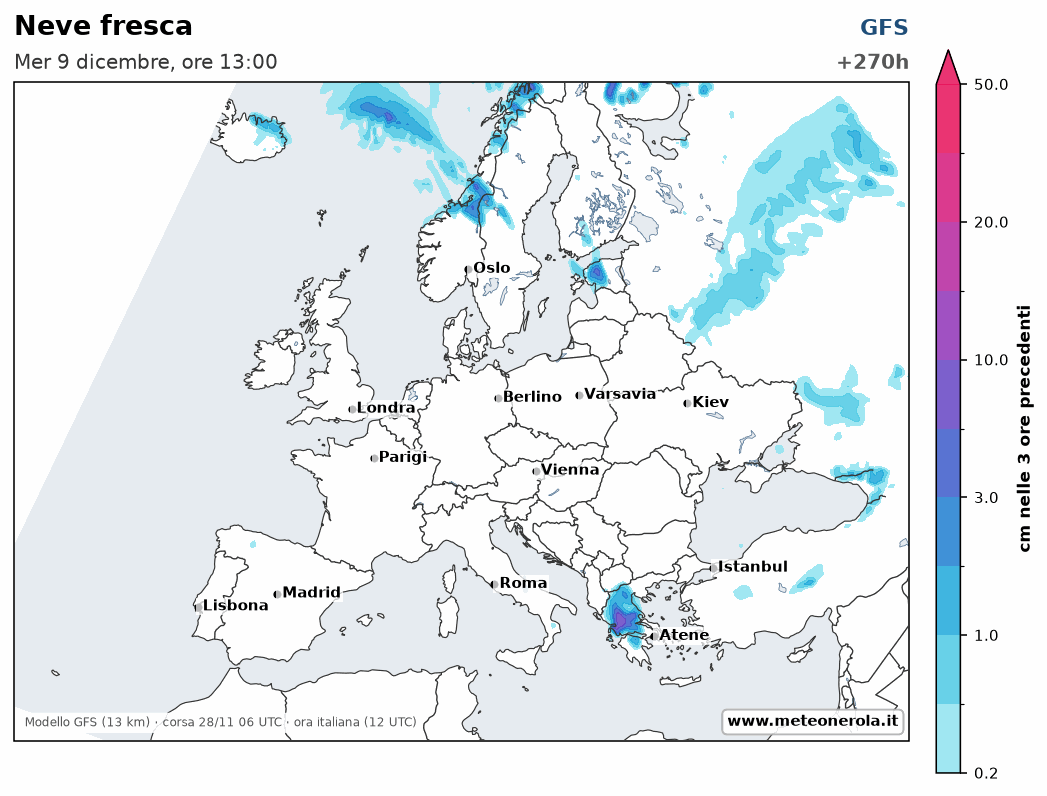 Neve fresca
GFS
Mer 9 dicembre, ore 13:00
+270h
50.0
20.0
10.0
3.0
1.0
0.2
cm nelle 3 ore precedenti
Oslo
Berlino
Varsavia
Kiev
Londra
Parigi
Vienna
Istanbul
Roma
Madrid
Lisbona
Atene
Modello GFS (13 km) · corsa 28/11 06 UTC · ora italiana (12 UTC)
www.meteonerola.it